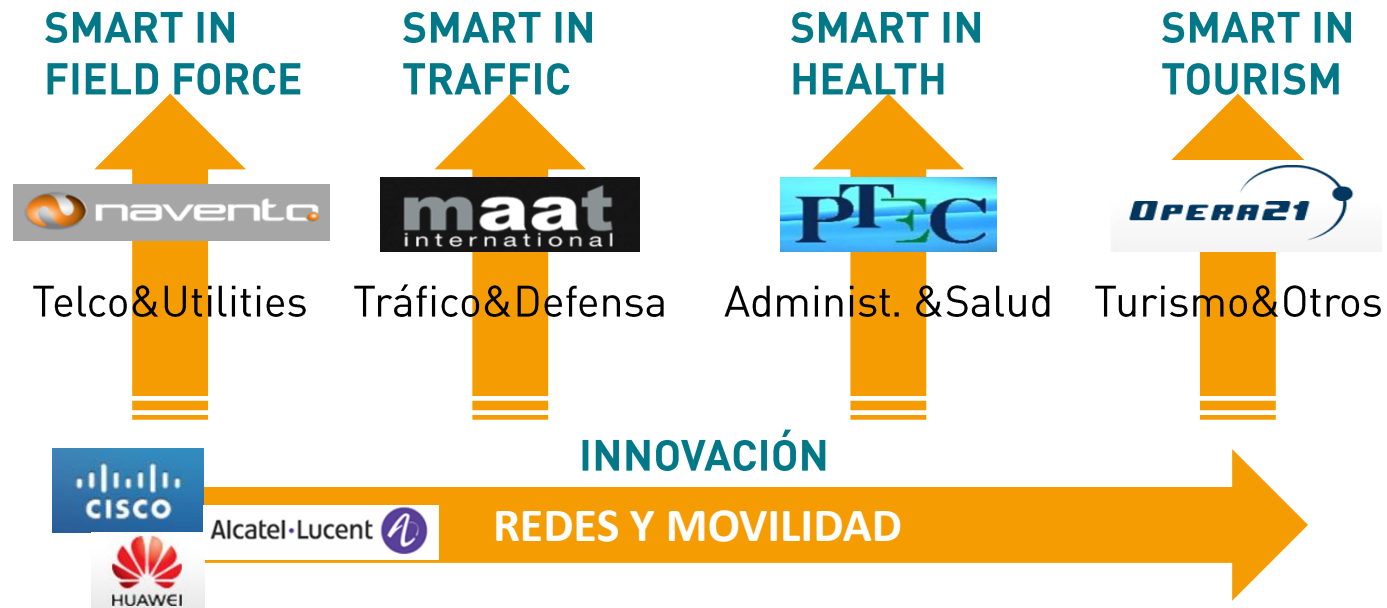 SMART IN
FIELD FORCE
SMART IN
TRAFFIC
SMART IN
HEALTH
SMART IN
TOURISM
navento
maat
international
PTEC
OPERA21
Telco&Utilities
Tráfico&Defensa
Administ. &Salud
Turismo&Otros
INNOVACIÓN
CISCO
Alcatel·Lucent
REDES Y MOVILIDAD
HUAWEI